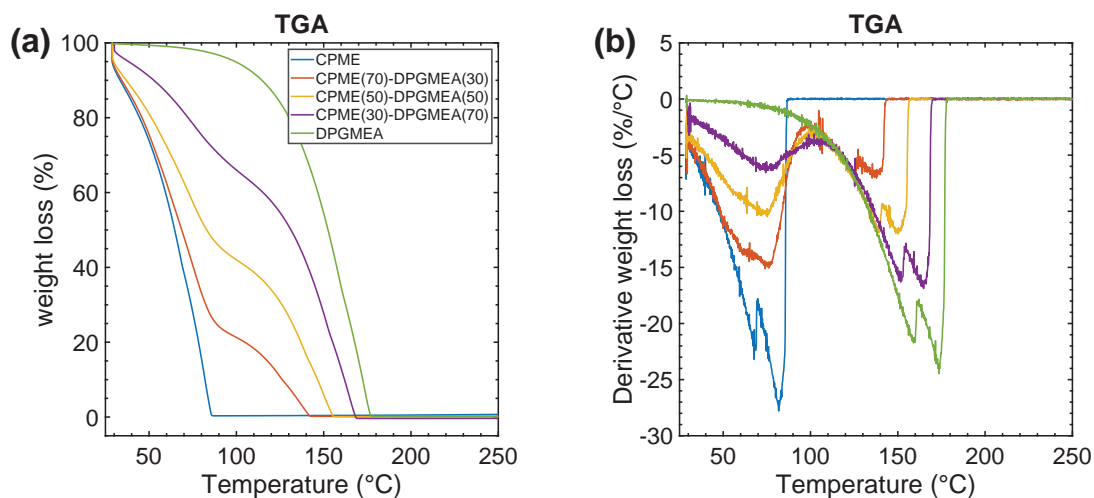 (a)
TGA
weight loss (%)
100
80
60
40
20
0
CPME
CPME(70)-DPGMEA(30)
CPME(50)-DPGMEA(50)
CPME(30)-DPGMEA(70)
DPGMEA
50 100 150 200 250
Temperature (°C)
(b)
TGA
Derivative weight loss (%/°C)
5
0
-5
-10
-15
-20
-25
-30
50 100 150 200 250
Temperature (°C)